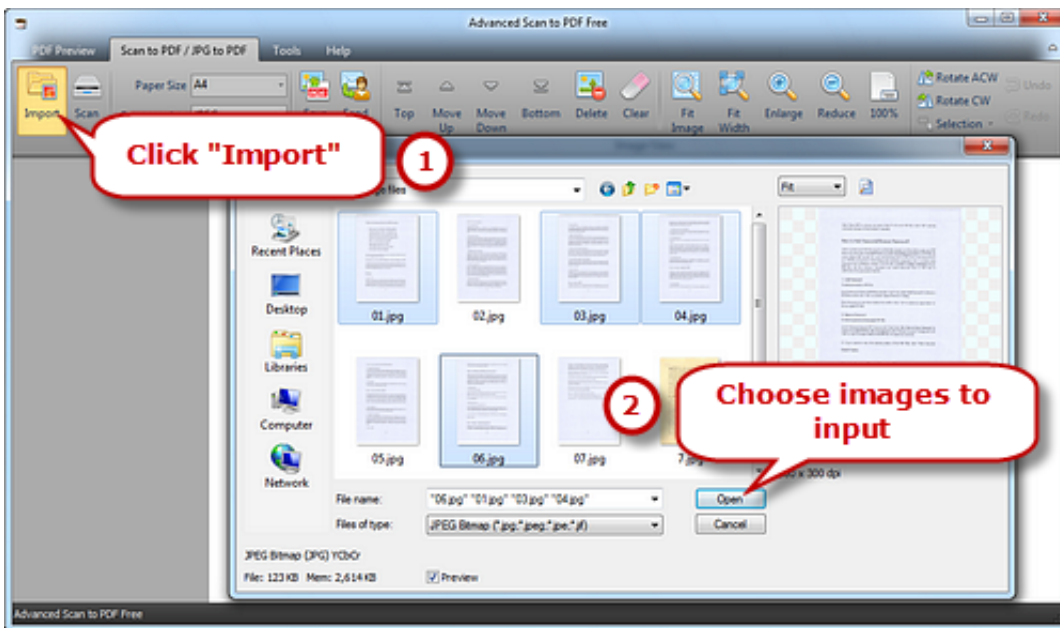 Advanced Scan to PDF Free
PDF Preview Scan to PDF / JPG to PDF Tools Help
Paper Size A4
Import Scan
Top Move Up Move Down Bottom Delete Clear Fit Image Fit Width Enlarge Reduce 100%
Rotate ACW Undo
Rotate CW
Selection Redo
Click "Import"
1
files
Fit
Recent Places
Desktop
Libraries
Computer
Network
01.jpg 02.jpg 03.jpg 04.jpg
05.jpg 06.jpg 07.jpg
2
Choose images to
input
x 300 dpi
File name: "06.jpg" "01.jpg" "03.jpg" "04.jpg" Open
Files of type: JPEG Bitmap (*.jpg;*.jpeg;*.jpe;*.jif) Cancel
JPEG Bitmap (JPG) YCbCr
File: 123 KB Mem: 2,614 KB Preview
Advanced Scan to PDF Free